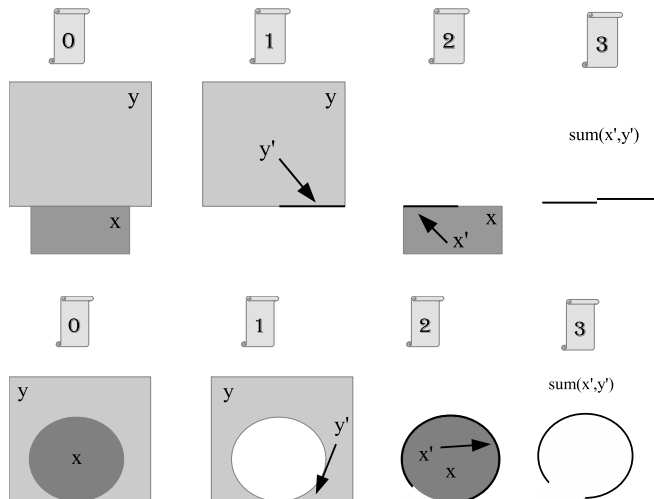 0 1 2 3
y y
y' sum(x',y')
x x
x'
0 1 2 3
y y sum(x',y')
y'
x x' x